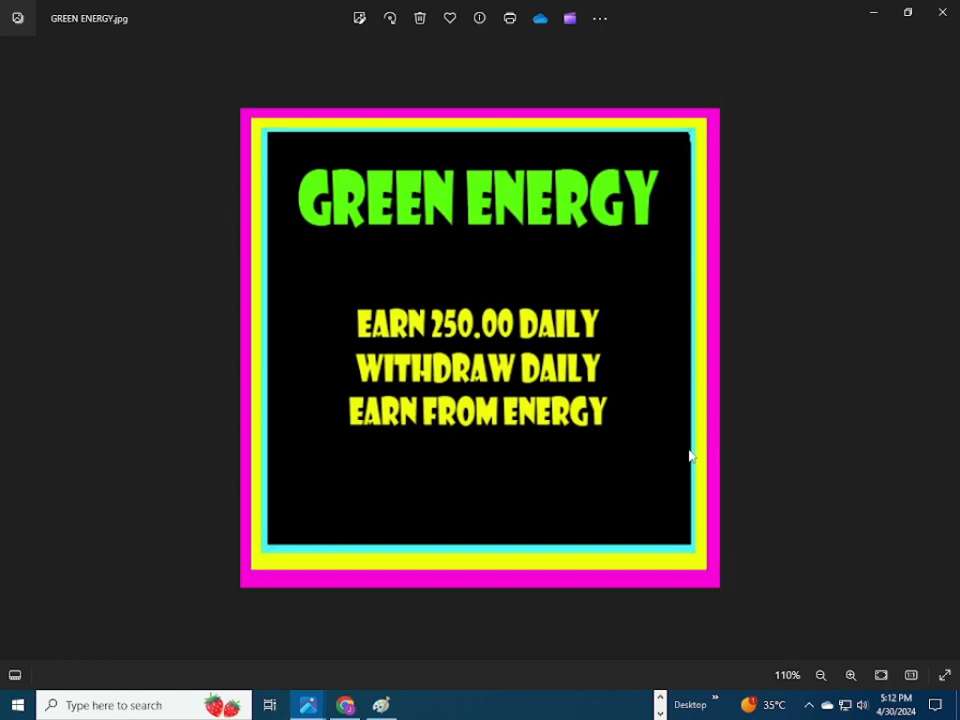 GREEN ENERGY.jpg
GREEN ENERGY
EARN 250.00 DAILY
WITHDRAW DAILY
EARN FROM ENERGY
110%
Type here to search
Desktop
35°C
5:12 PM
4/30/2024